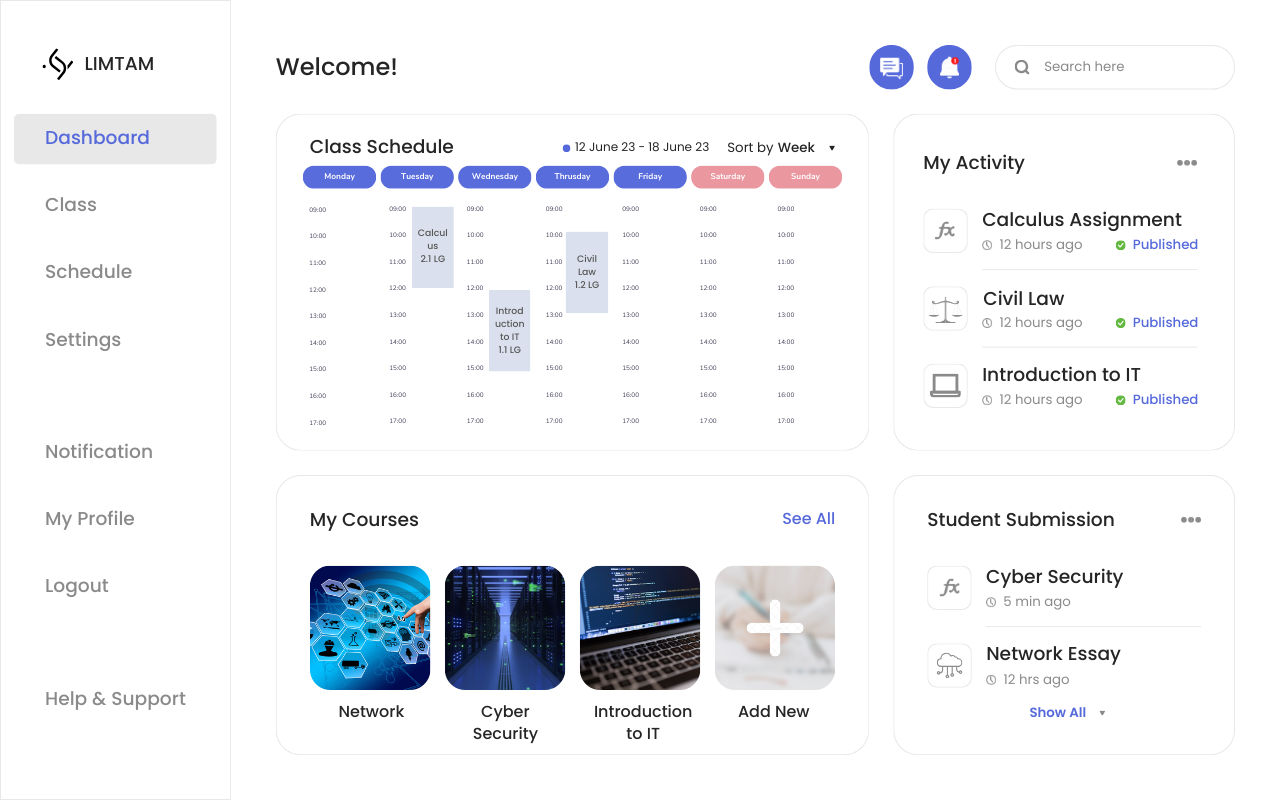 LIMTAM
Dashboard
Class
Schedule
Settings
Notification
My Profile
Logout
Help & Support
Welcome!
Search here
Class Schedule
12 June 23 - 18 June 23
Sort by Week
Monday Tuesday Wednesday Thrusday Friday Saturday Sunday
09:00 09:00 09:00 09:00 09:00 09:00 09:00
10:00 10:00 10:00 10:00 10:00 10:00 10:00
11:00 11:00 11:00 11:00 11:00 11:00 11:00
12:00 12:00 12:00 12:00 12:00 12:00 12:00
13:00 13:00 13:00 13:00 13:00 13:00 13:00
14:00 14:00 14:00 14:00 14:00 14:00 14:00
15:00 15:00 15:00 15:00 15:00 15:00 15:00
16:00 16:00 16:00 16:00 16:00 16:00 16:00
17:00 17:00 17:00 17:00 17:00 17:00 17:00
Calcul
us
2.1 LG
Introd
uction
to IT
1.1 LG
Civil
Law
1.2 LG
My Activity
fx
Calculus Assignment
12 hours ago
Published
Civil Law
12 hours ago
Published
Introduction to IT
12 hours ago
Published
My Courses
See All
Network
Cyber
Security
Introduction
to IT
Add New
Student Submission
fx
Cyber Security
5 min ago
Network Essay
12 hrs ago
Show All